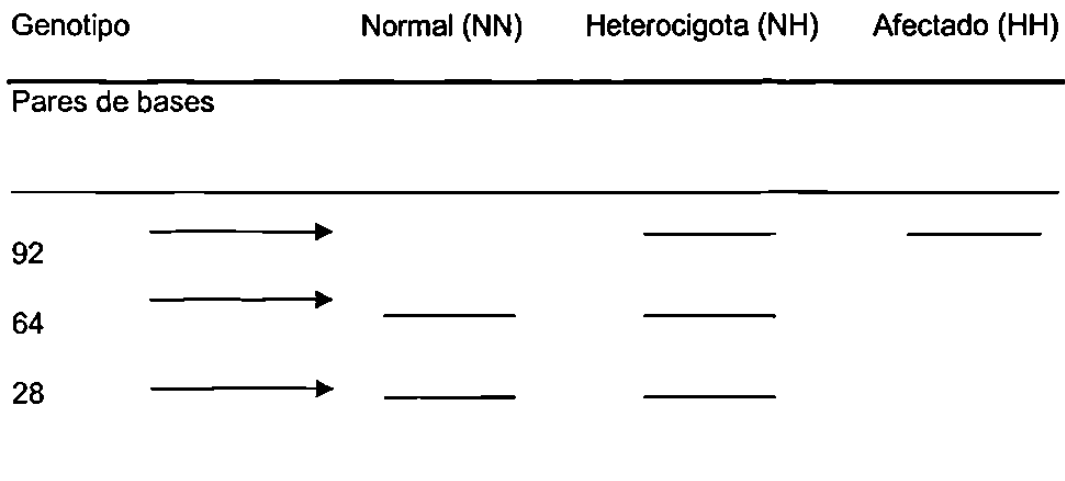 Genotipo Normal (NN) Heterocigota (NH) Afectado (HH)
Pares de bases
92
64
28